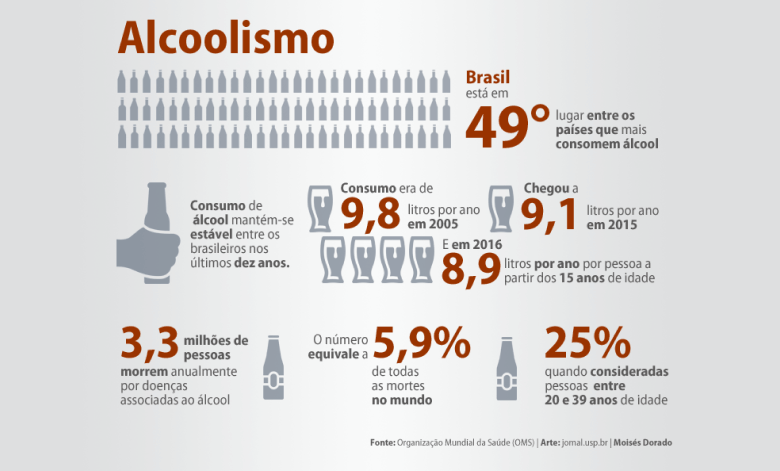 Alcoolismo
Brasil
está em
49º
lugar entre os
países que mais
consomem álcool
Consumo de
álcool mantém-se
estável entre os
brasileiros nos
últimos dez anos.
Consumo era de
9,8 litros por ano
em 2005
Chegou a
9,1 litros por ano
em 2015
E em 2016
8,9 litros por ano por pessoa a
partir dos 15 anos de idade
3,3 milhões de
pessoas
morrem anualmente
por doenças
associadas ao álcool
O número
equivale a
5,9%
de todas
as mortes
no mundo
25%
quando consideradas
pessoas entre
20 e 39 anos de idade
Fonte: Organização Mundial da Saúde (OMS) | Arte: jornal.usp.br | Moisés Dorado